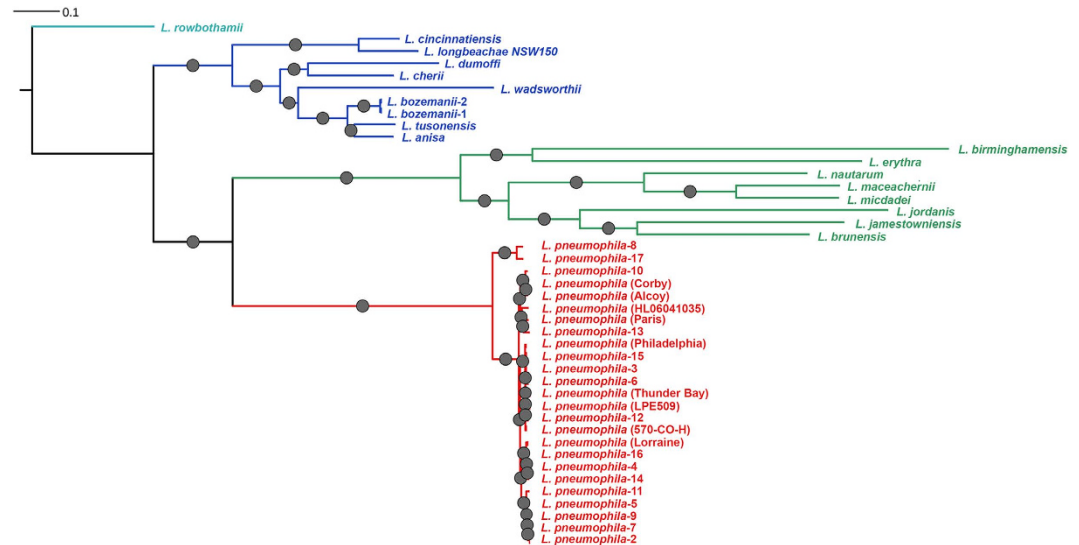 0.1
L. rowbothamii
L. cincinnatiensis
L. longbeachae NSW150
L. dumoffi
L. cherii
L. wadsworthii
L. bozemanii-2
L. bozemanii-1
L. tusonensis
L. anisa
L. birminghamensis
L. erythra
L. nautarum
L. maceachernii
L. micdadei
L. jordanis
L. jamestowniensis
L. brunensis
L. pneumophila-8
L. pneumophila-17
L. pneumophila-10
L. pneumophila (Corby)
L. pneumophila (Alcoy)
L. pneumophila (HL06041035)
L. pneumophila (Paris)
L. pneumophila-13
L. pneumophila (Philadelphia)
L. pneumophila-15
L. pneumophila-3
L. pneumophila-6
L. pneumophila (Thunder Bay)
L. pneumophila (LPE509)
L. pneumophila-12
L. pneumophila (570-CO-H)
L. pneumophila (Lorraine)
L. pneumophila-16
L. pneumophila-4
L. pneumophila-14
L. pneumophila-11
L. pneumophila-5
L. pneumophila-9
L. pneumophila-7
L. pneumophila-2